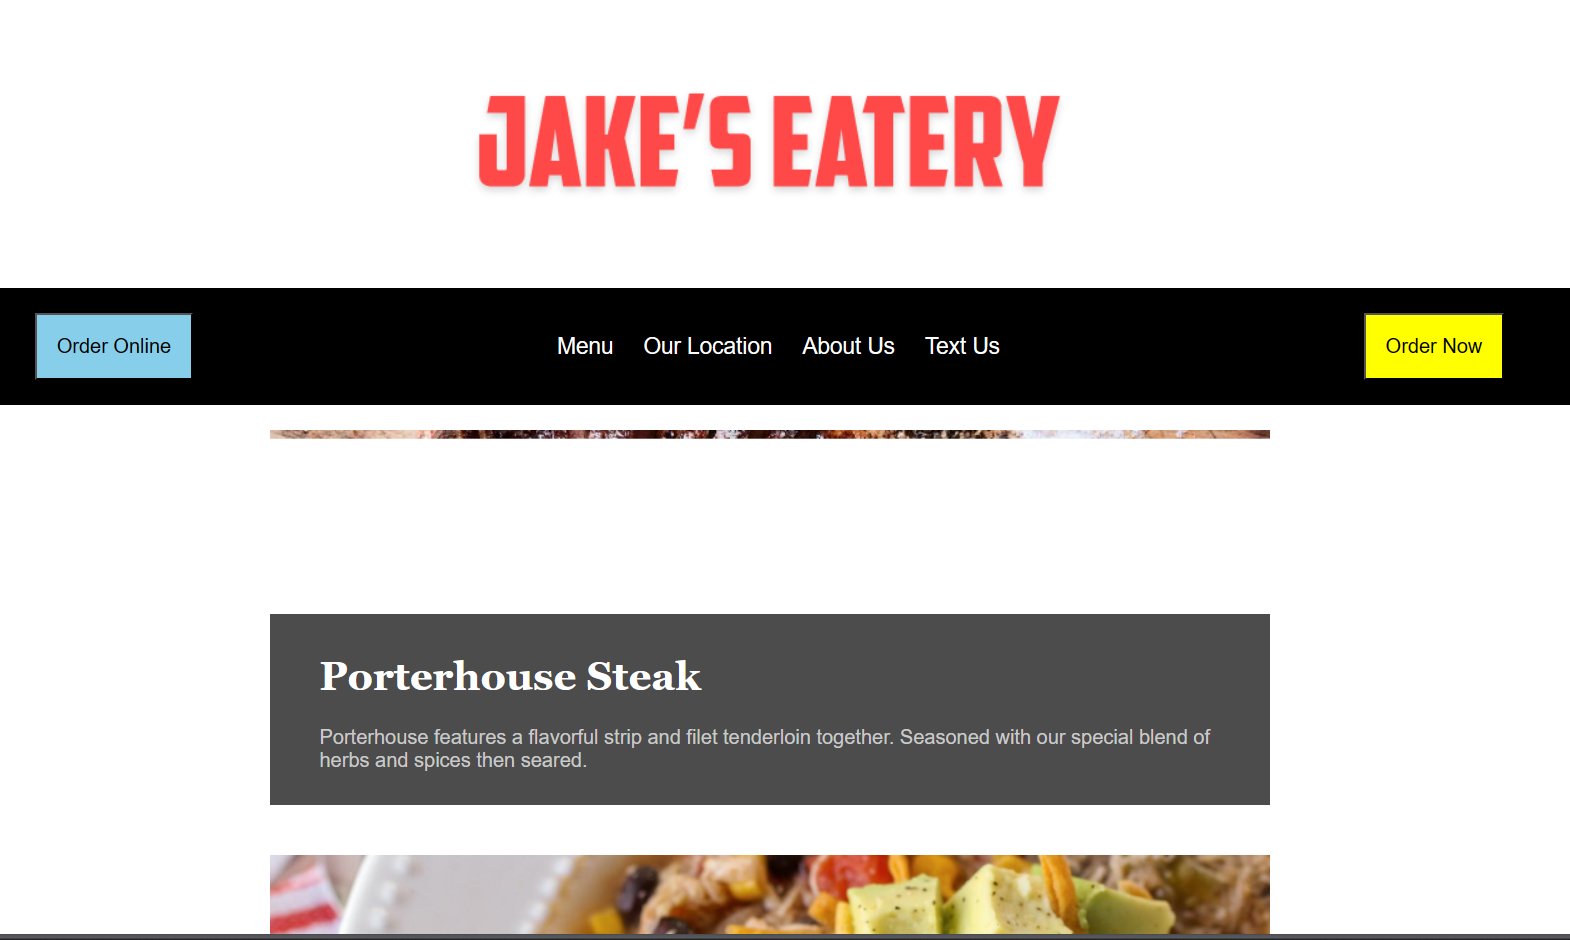 JAKE'S EATERY
Order Online
Menu Our Location About Us Text Us
Order Now
Porterhouse Steak
Porterhouse features a flavorful strip and filet tenderloin together. Seasoned with our special blend of
herbs and spices then seared.